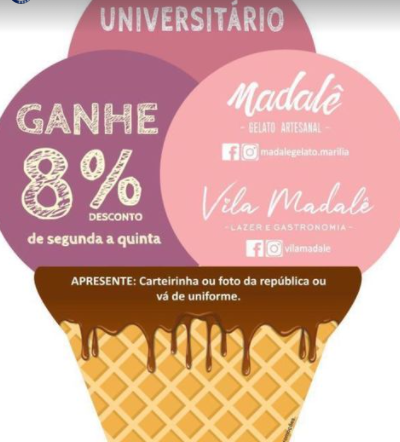 UNIVERSITÁRIO
GANHE
8%
DESCONTO
de segunda a quinta
Madalê
- GELATO ARTESANAL -
madalegelato.marilia
Vila Madalê
- LAZER E GASTRONOMIA -
vilamadale
APRESENTE: Carteirinha ou foto da república ou
vá de uniforme.